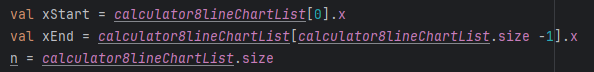 val xStart = calculator8lineChartList[0].x
val xEnd = calculator8lineChartList[calculator8lineChartList.size -1].x
n = calculator8lineChartList.size